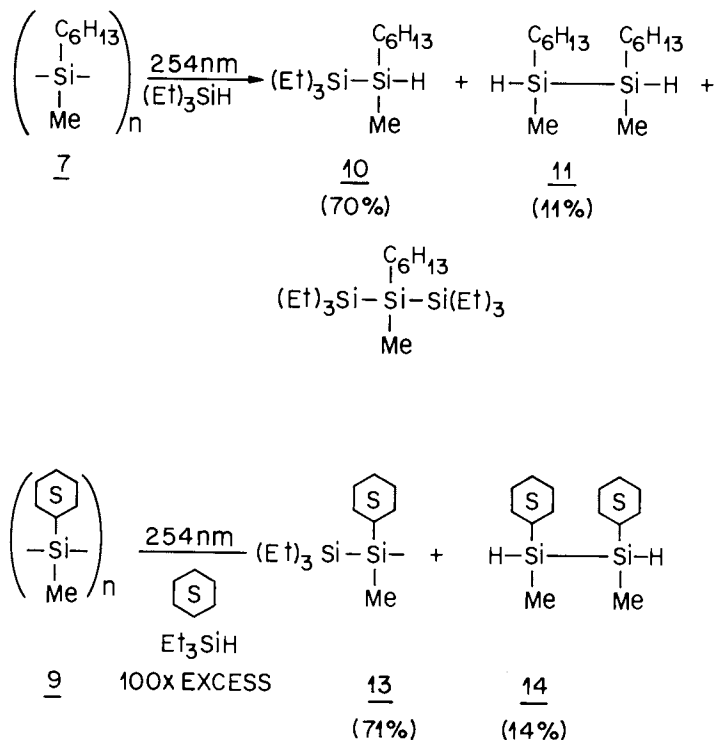 C6H13 C6H13 C6H13 C6H13
( -Si- )n 254nm (Et)3Si-Si-H + H-Si-Si-H +
(Et)3SiH
Me Me Me Me
7 10 11
(70%) (11%)
C6H13
(Et)3Si-Si-Si(Et)3
Me
S S S S
( -Si- )n 254nm (Et)3 Si-Si- + H-Si-Si-H
Me S Me Me Me
Et3SiH
9 100X EXCESS 13 14
(71%) (14%)